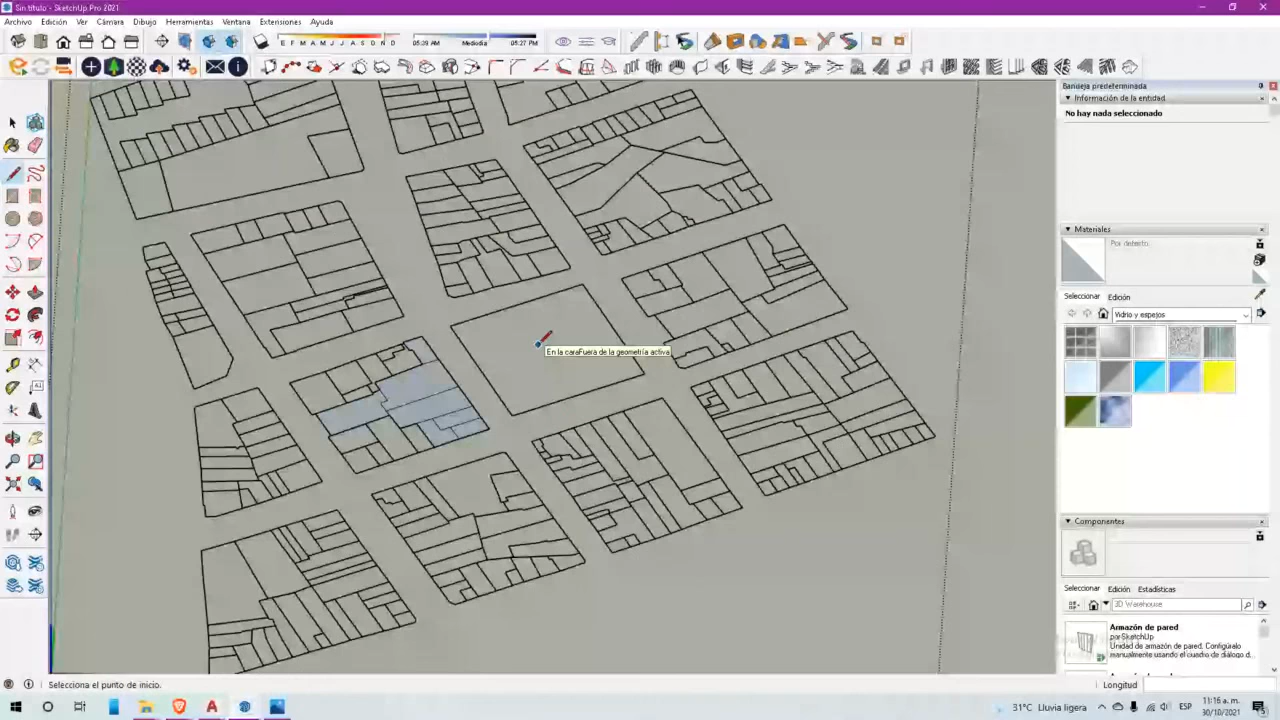 Sin título - SketchUp Pro 2021
Archivo Edición Ver Cámara Dibujo Herramientas Ventana Extensiones Ayuda
E F M A M J J A S O N D 05:39 AM Mediodía 05:27 PM
Bandeja predeterminada
Información de la entidad
No hay nada seleccionado
Materiales
Por defecto
Seleccionar Edición
Vidrio y espejos
En la caraFuera de la geometría activa
Componentes
Seleccionar Edición Estadísticas
3D Warehouse
Armazón de pared
por SketchUp
Unidad de armazón de pared. Configúralo
manualmente usando el cuadro de diálogo d...
Selecciona el punto de inicio.
Longitud
31°C Lluvia ligera
ESP
11:16 a. m.
30/10/2021